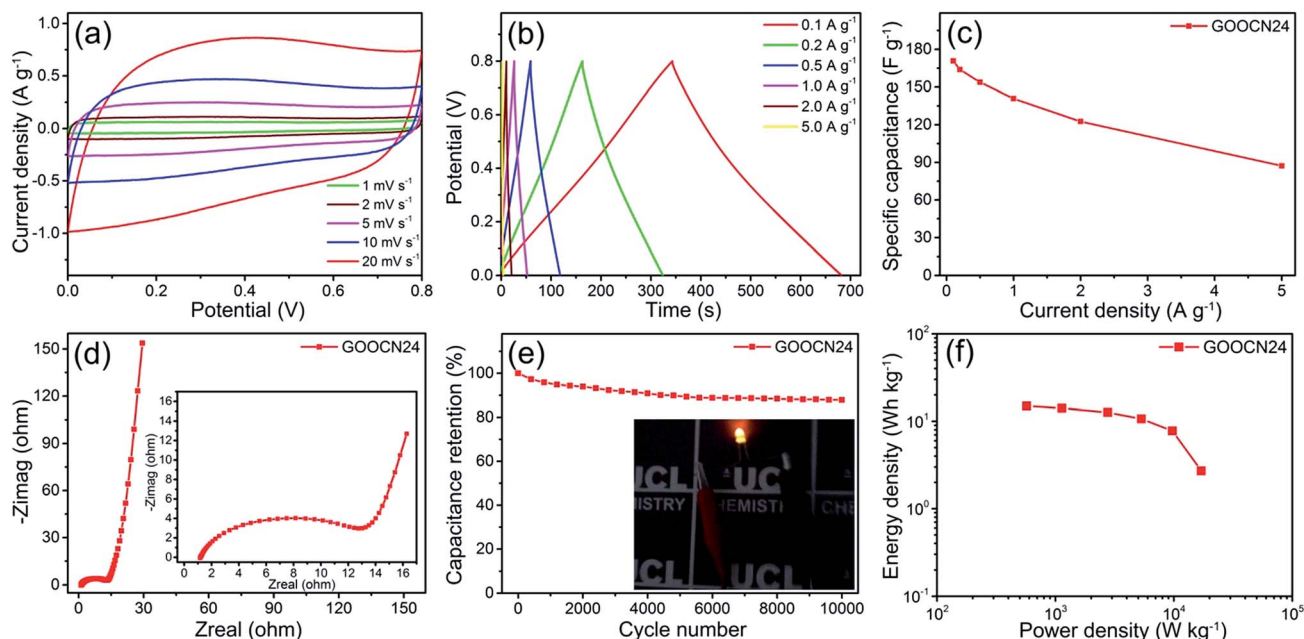 (a)
1.0
0.5
0.0
-0.5
-1.0
Current density (A g⁻¹)
1 mV s⁻¹
2 mV s⁻¹
5 mV s⁻¹
10 mV s⁻¹
20 mV s⁻¹
0.0 0.2 0.4 0.6 0.8
Potential (V)
(b)
1.0
0.8
0.6
0.4
0.2
0.0
Potential (V)
0.1 A g⁻¹
0.2 A g⁻¹
0.5 A g⁻¹
1.0 A g⁻¹
2.0 A g⁻¹
5.0 A g⁻¹
0 100 200 300 400 500 600 700
Time (s)
(c)
GOOCN24
210
180
150
120
90
60
30
0
Specific capacitance (F g⁻¹)
0 1 2 3 4 5
Current density (A g⁻¹)
(d)
GOOCN24
150
120
90
60
30
0
-Zimag (ohm)
16
14
12
10
8
6
4
2
0
-Zimag (ohm)
0 2 4 6 8 10 12 14 16
Zreal (ohm)
0 30 60 90 120 150
Zreal (ohm)
(e)
GOOCN24
100
80
60
40
20
0
Capacitance retention (%)
UCL UC
MISTRY CHEMISTI CHE
UCL
0 2000 4000 6000 8000 10000
Cycle number
(f)
GOOCN24
10²
10¹
10⁰
10⁻¹
Energy density (Wh kg⁻¹)
10² 10³ 10⁴ 10⁵
Power density (W kg⁻¹)